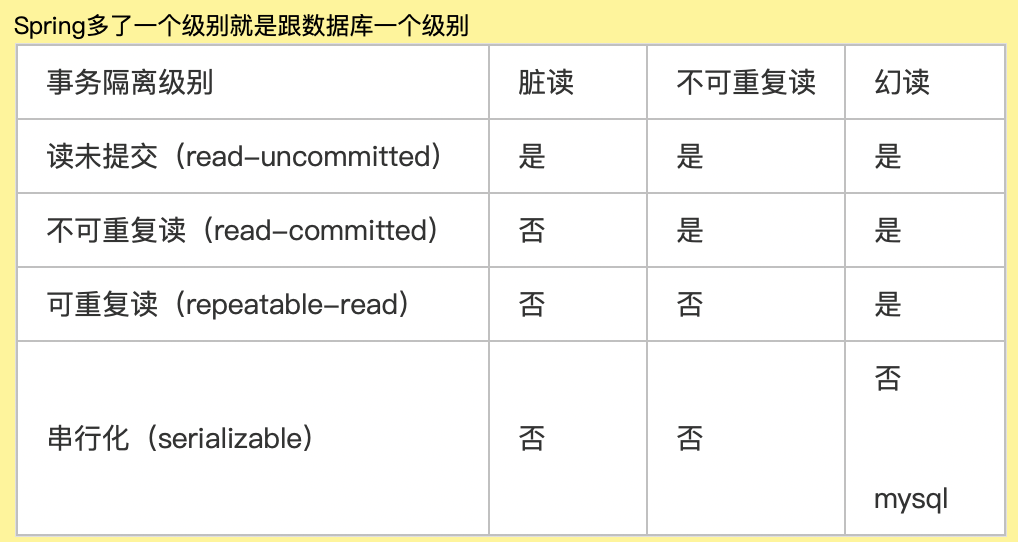 Spring多了一个级别就是跟数据库一个级别
事务隔离级别 脏读 不可重复读 幻读
读未提交（read-uncommitted） 是 是 是
不可重复读（read-committed） 否 是 是
可重复读（repeatable-read） 否 否 是
否
串行化（serializable） 否 否
mysql